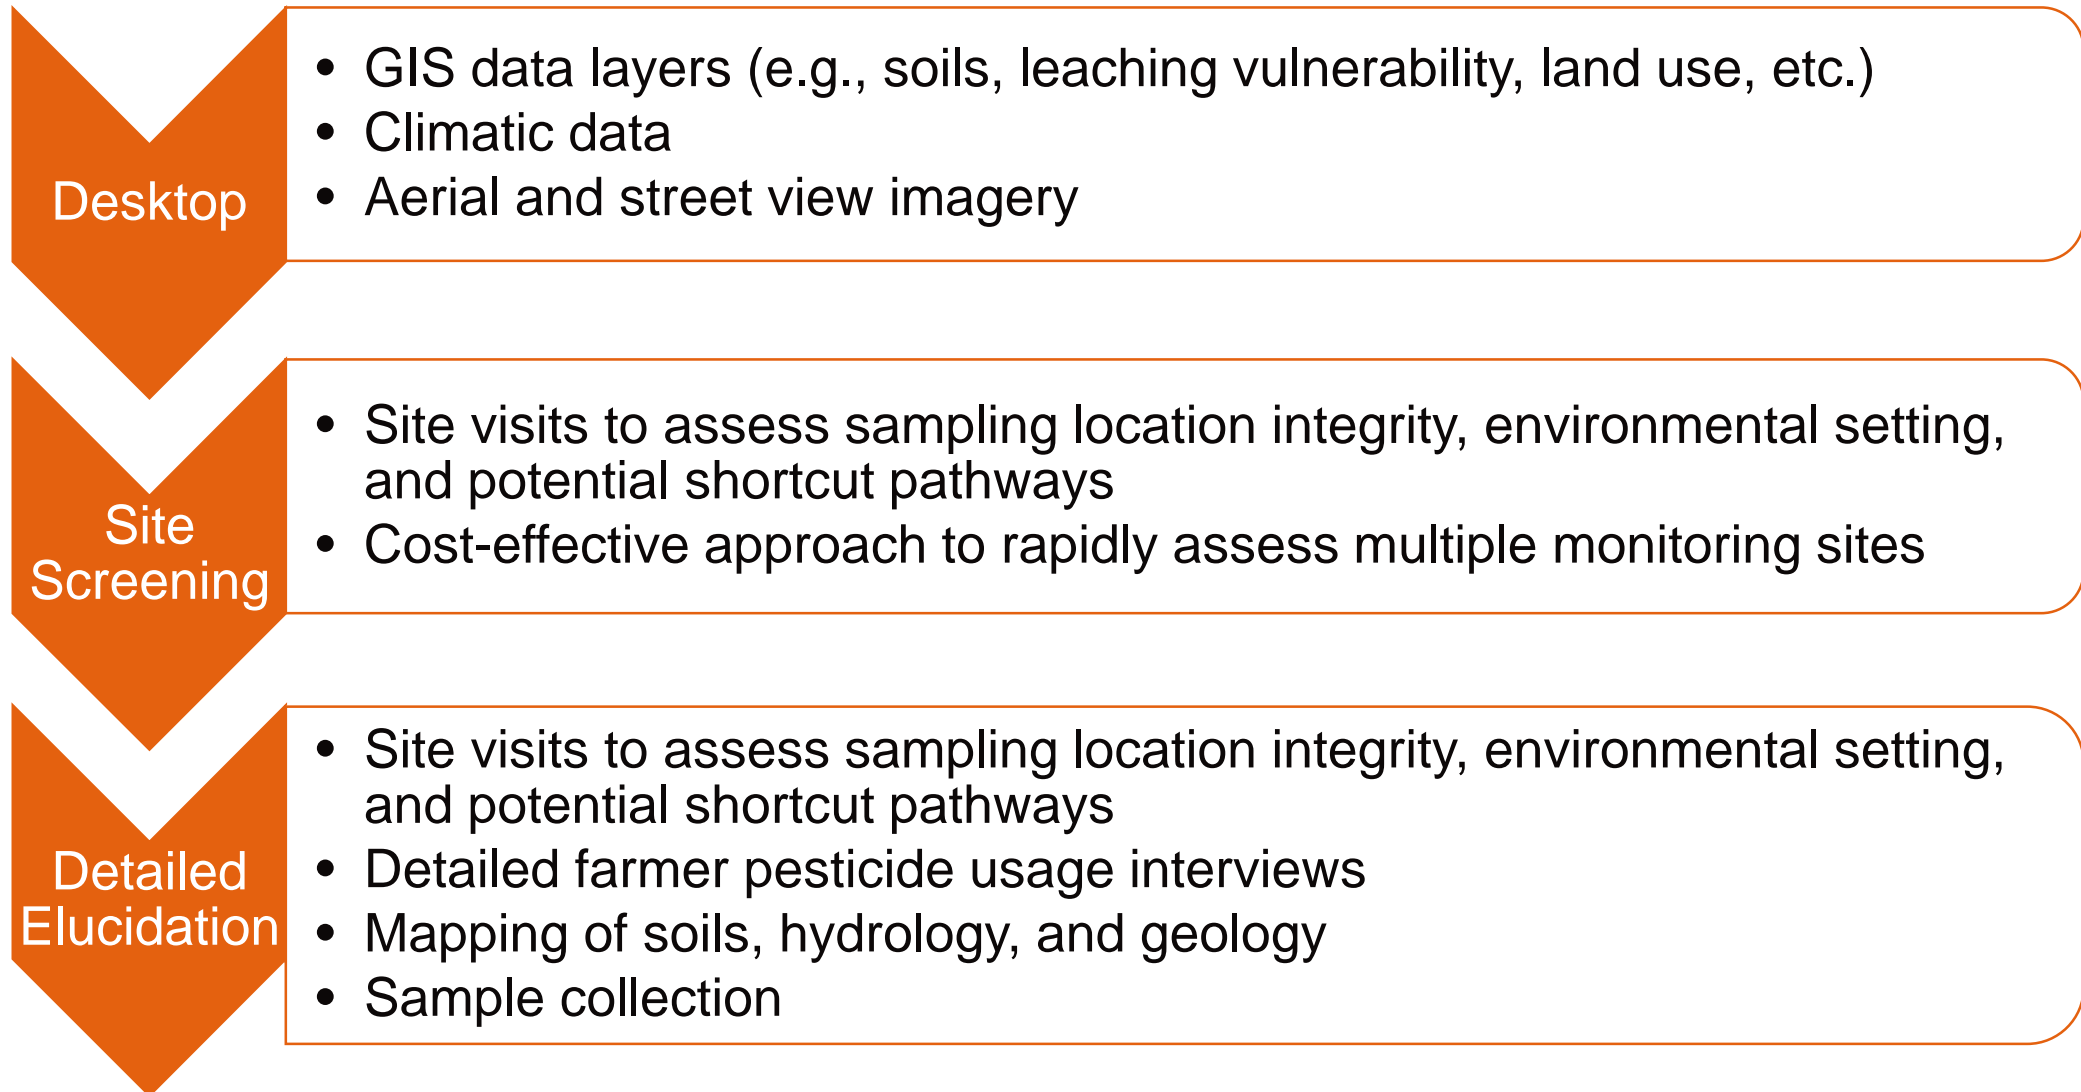 Desktop
• GIS data layers (e.g., soils, leaching vulnerability, land use, etc.)
• Climatic data
• Aerial and street view imagery
Site
Screening
• Site visits to assess sampling location integrity, environmental setting,
and potential shortcut pathways
• Cost-effective approach to rapidly assess multiple monitoring sites
Detailed
Elucidation
• Site visits to assess sampling location integrity, environmental setting,
and potential shortcut pathways
• Detailed farmer pesticide usage interviews
• Mapping of soils, hydrology, and geology
• Sample collection